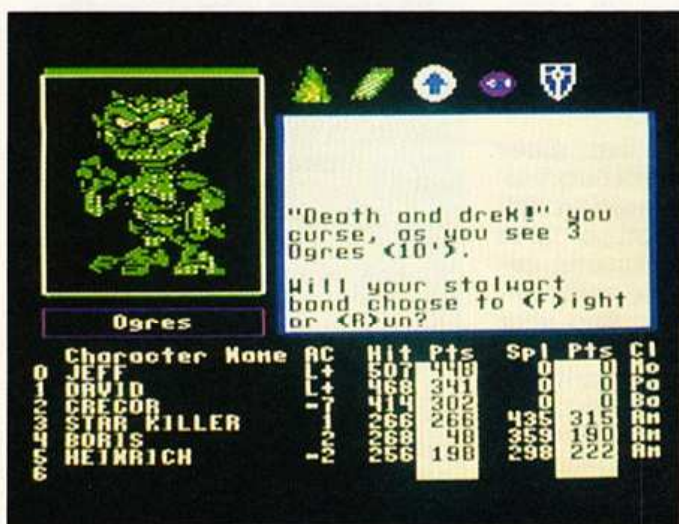 "Death and drek!" you
curse, as you see 3
Ogres <10'>.
Will your stalwart
band choose to <F>ight
or <R>un?
Ogres
Character Name AC Hit Pts Spl Pts Cl
0 JEFF L+ 507 448 0 0 Mo
1 DAVID L+ 468 341 0 0 Pa
2 GREGOR -7 414 302 0 0 Ba
3 STAR KILLER 1 266 266 435 315 Am
4 BORIS 2 268 48 359 190 Am
5 HEINRICH -2 256 198 298 222 Am
6